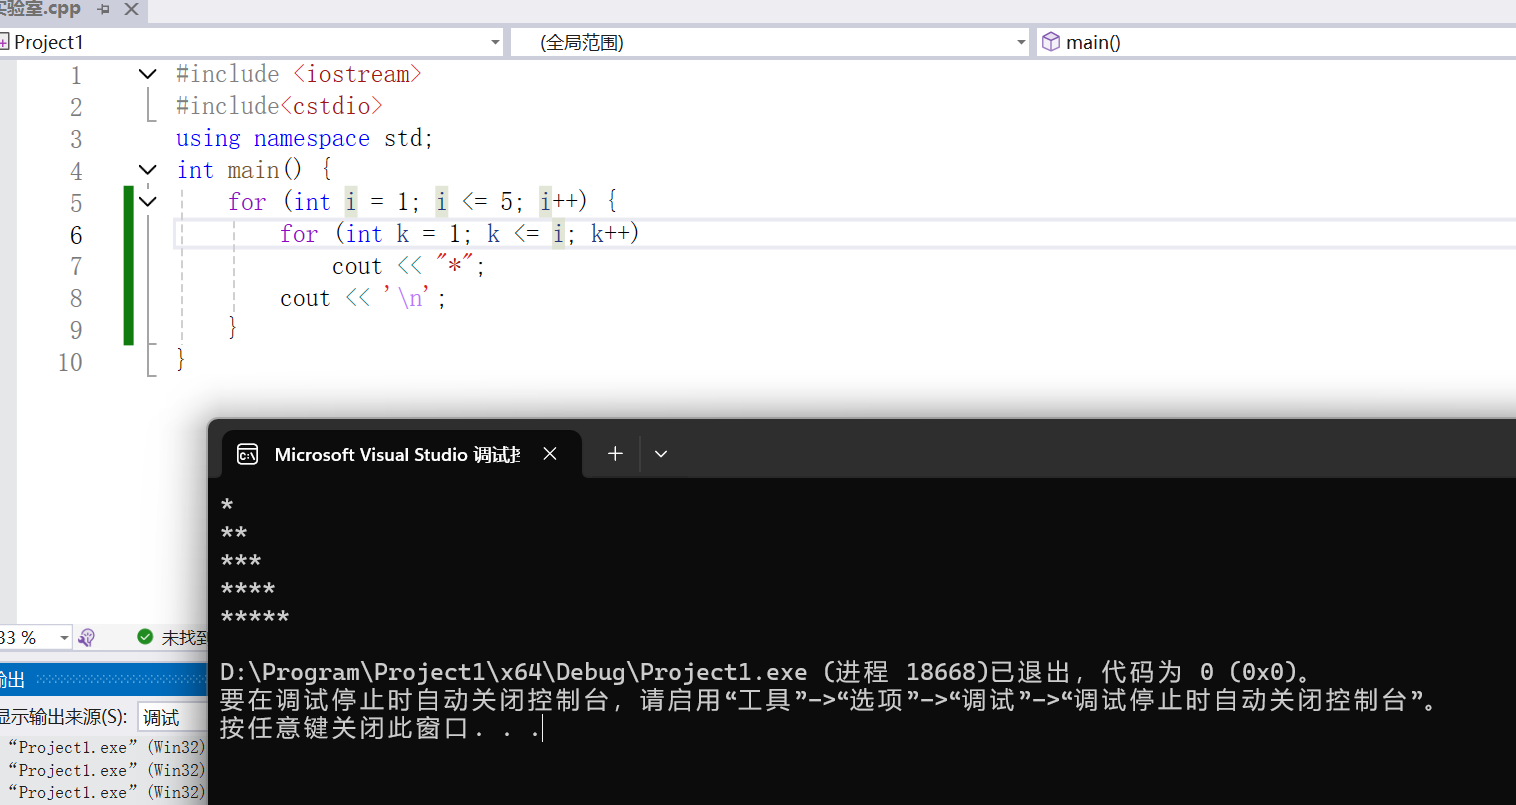 实验室.cpp
Project1
(全局范围)
main()
1 #include <iostream>
2 #include<cstdio>
3 using namespace std;
4 int main() {
5 for (int i = 1; i <= 5; i++) {
6 for (int k = 1; k <= i; k++)
7 cout << "*";
8 cout << '\n';
9 }
10 }
Microsoft Visual Studio 调试
*
**
***
****
*****
D:\Program\Project1\x64\Debug\Project1.exe (进程 18668)已退出，代码为 0 (0x0)。
要在调试停止时自动关闭控制台，请启用“工具”->“选项”->“调试”->“调试停止时自动关闭控制台”。
按任意键关闭此窗口. . .
33 %
未找到
输出
显示输出来源(S): 调试
“Project1.exe” (Win32)
“Project1.exe” (Win32)
“Project1.exe” (Win32)